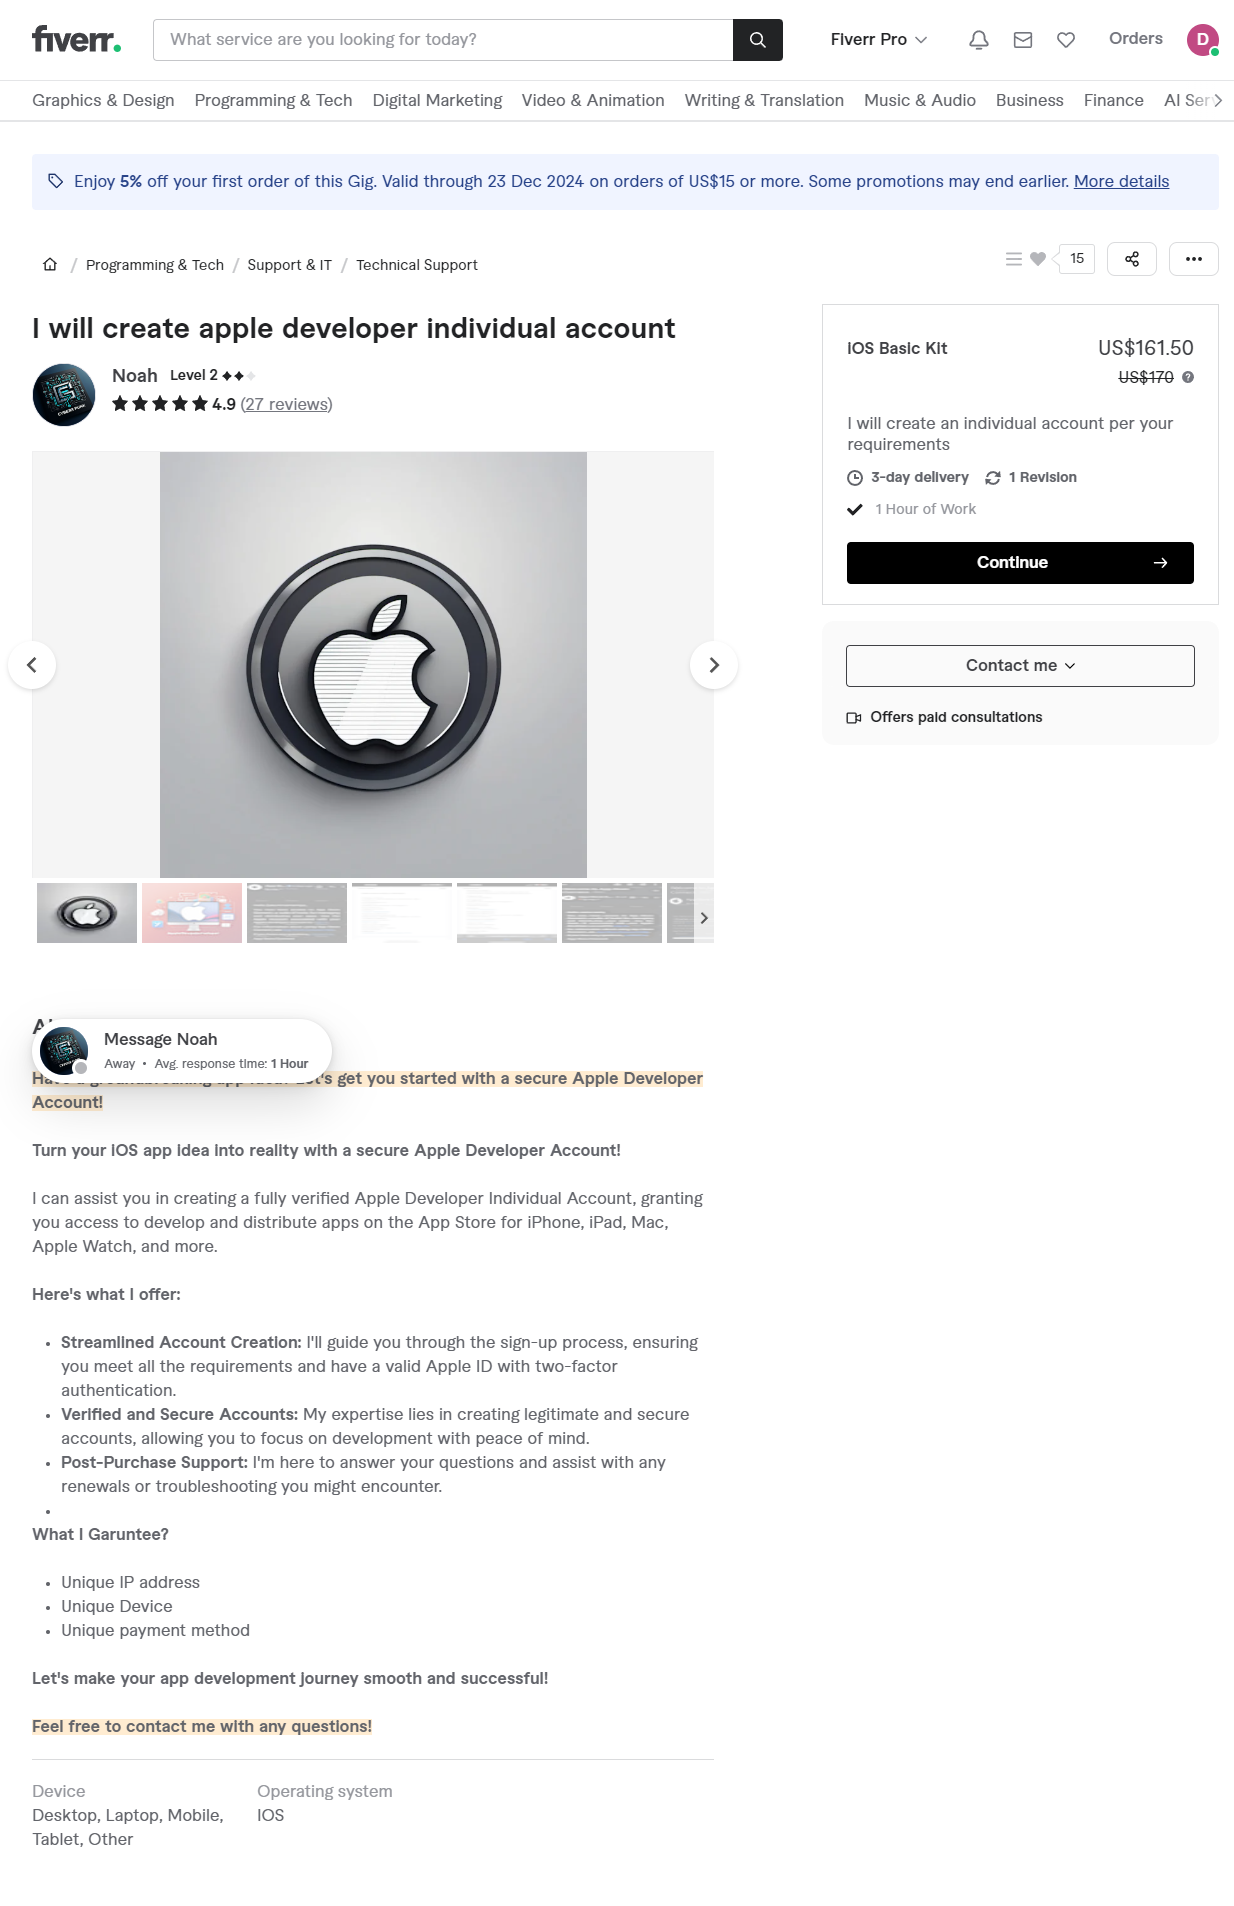 fiverr.
What service are you looking for today?
Fiverr Pro
Orders
D
Graphics & Design Programming & Tech Digital Marketing Video & Animation Writing & Translation Music & Audio Business Finance AI Serv
Enjoy 5% off your first order of this Gig. Valid through 23 Dec 2024 on orders of US$15 or more. Some promotions may end earlier. More details
/ Programming & Tech / Support & IT / Technical Support
15
I will create apple developer individual account
Noah Level 2
4.9 (27 reviews)
iOS Basic Kit US$161.50
US$170
I will create an individual account per your
requirements
3-day delivery 1 Revision
1 Hour of Work
Continue
Contact me
Offers paid consultations
Message Noah
Away • Avg. response time: 1 Hour
Have a groundbreaking app idea? Let's get you started with a secure Apple Developer
Account!
Turn your iOS app idea into reality with a secure Apple Developer Account!
I can assist you in creating a fully verified Apple Developer Individual Account, granting
you access to develop and distribute apps on the App Store for iPhone, iPad, Mac,
Apple Watch, and more.
Here's what I offer:
• Streamlined Account Creation: I'll guide you through the sign-up process, ensuring
you meet all the requirements and have a valid Apple ID with two-factor
authentication.
• Verified and Secure Accounts: My expertise lies in creating legitimate and secure
accounts, allowing you to focus on development with peace of mind.
• Post-Purchase Support: I'm here to answer your questions and assist with any
renewals or troubleshooting you might encounter.
•
What I Garuntee?
• Unique IP address
• Unique Device
• Unique payment method
Let's make your app development journey smooth and successful!
Feel free to contact me with any questions!
Device Operating system
Desktop, Laptop, Mobile, IOS
Tablet, Other